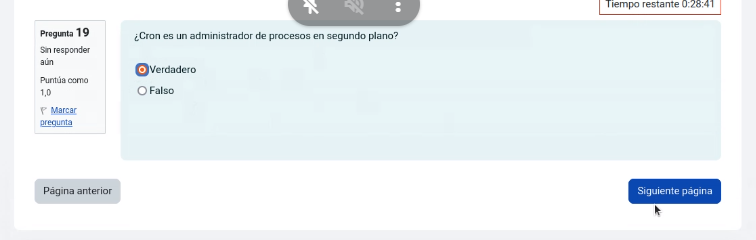 Tiempo restante 0:28:41
Pregunta 19
Sin responder
aún
Puntúa como
1,0
Marcar
pregunta
¿Cron es un administrador de procesos en segundo plano?
Verdadero
Falso
Página anterior
Siguiente página